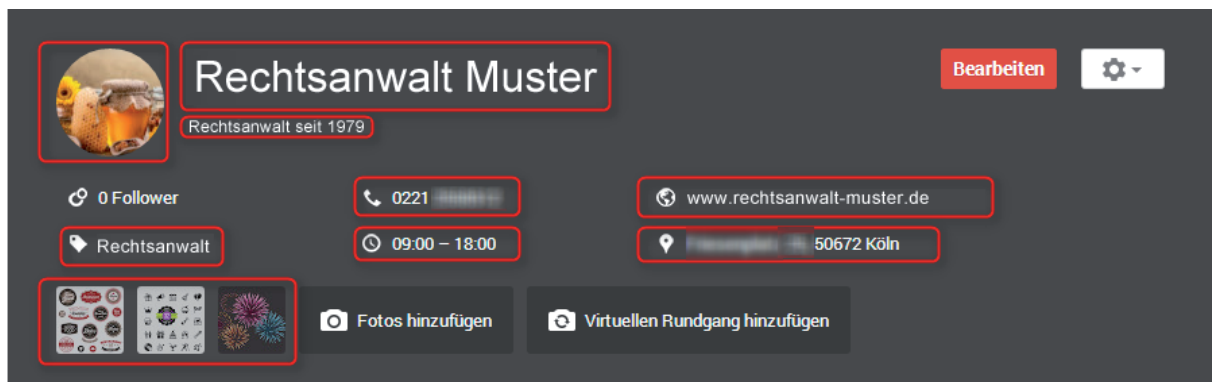 Rechtsanwalt Muster
Bearbeiten
Rechtsanwalt seit 1979
0 Follower
0221
www.rechtsanwalt-muster.de
Rechtsanwalt
09:00 – 18:00
50672 Köln
Fotos hinzufügen
Virtuellen Rundgang hinzufügen